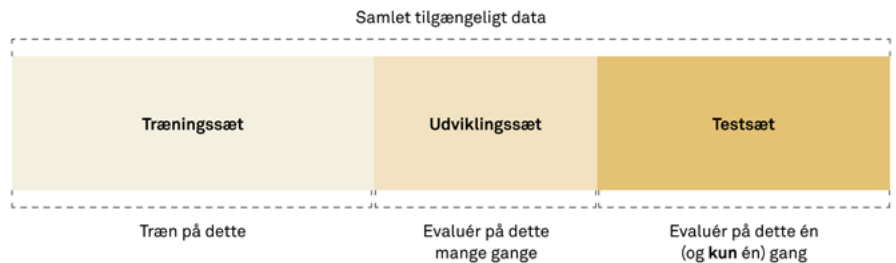 Samlet tilgængeligt data
Træningssæt
Udviklingssæt
Testsæt
Træn på dette
Evaluér på dette
mange gange
Evaluér på dette én
(og kun én) gang